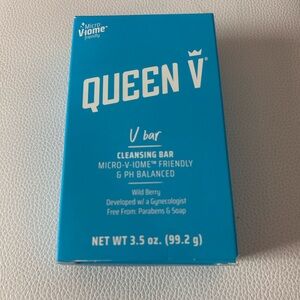 Micro
Viome™
friendly
QUEEN V®
V bar
CLEANSING BAR
MICRO-V-IOME™ FRIENDLY
& PH BALANCED
Wild Berry
Developed w/ a Gynecologist
Free From: Parabens & Soap
NET WT 3.5 oz. (99.2 g)